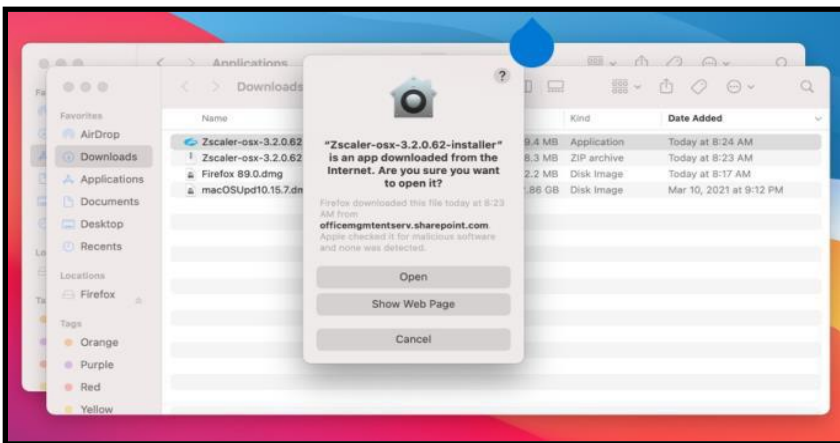 Applications
Downloads
Favorites
AirDrop
Downloads
Applications
Documents
Desktop
Recents
Locations
Firefox
Tags
Orange
Purple
Red
Yellow
Name
Kind
Date Added
Zscaler-osx-3.2.0.62
9.4 MB Application Today at 8:24 AM
Zscaler-osx-3.2.0.62
8.3 MB ZIP archive Today at 8:23 AM
Firefox 89.0.dmg
2.2 MB Disk Image Today at 8:17 AM
macOSUpd10.15.7.dm
.86 GB Disk Image Mar 10, 2021 at 9:12 PM
?
"Zscaler-osx-3.2.0.62-installer"
is an app downloaded from the
Internet. Are you sure you want
to open it?
Firefox downloaded this file today at 8:23
AM from
officemgmtentserv.sharepoint.com.
Apple checked it for malicious software
and none was detected.
Open
Show Web Page
Cancel